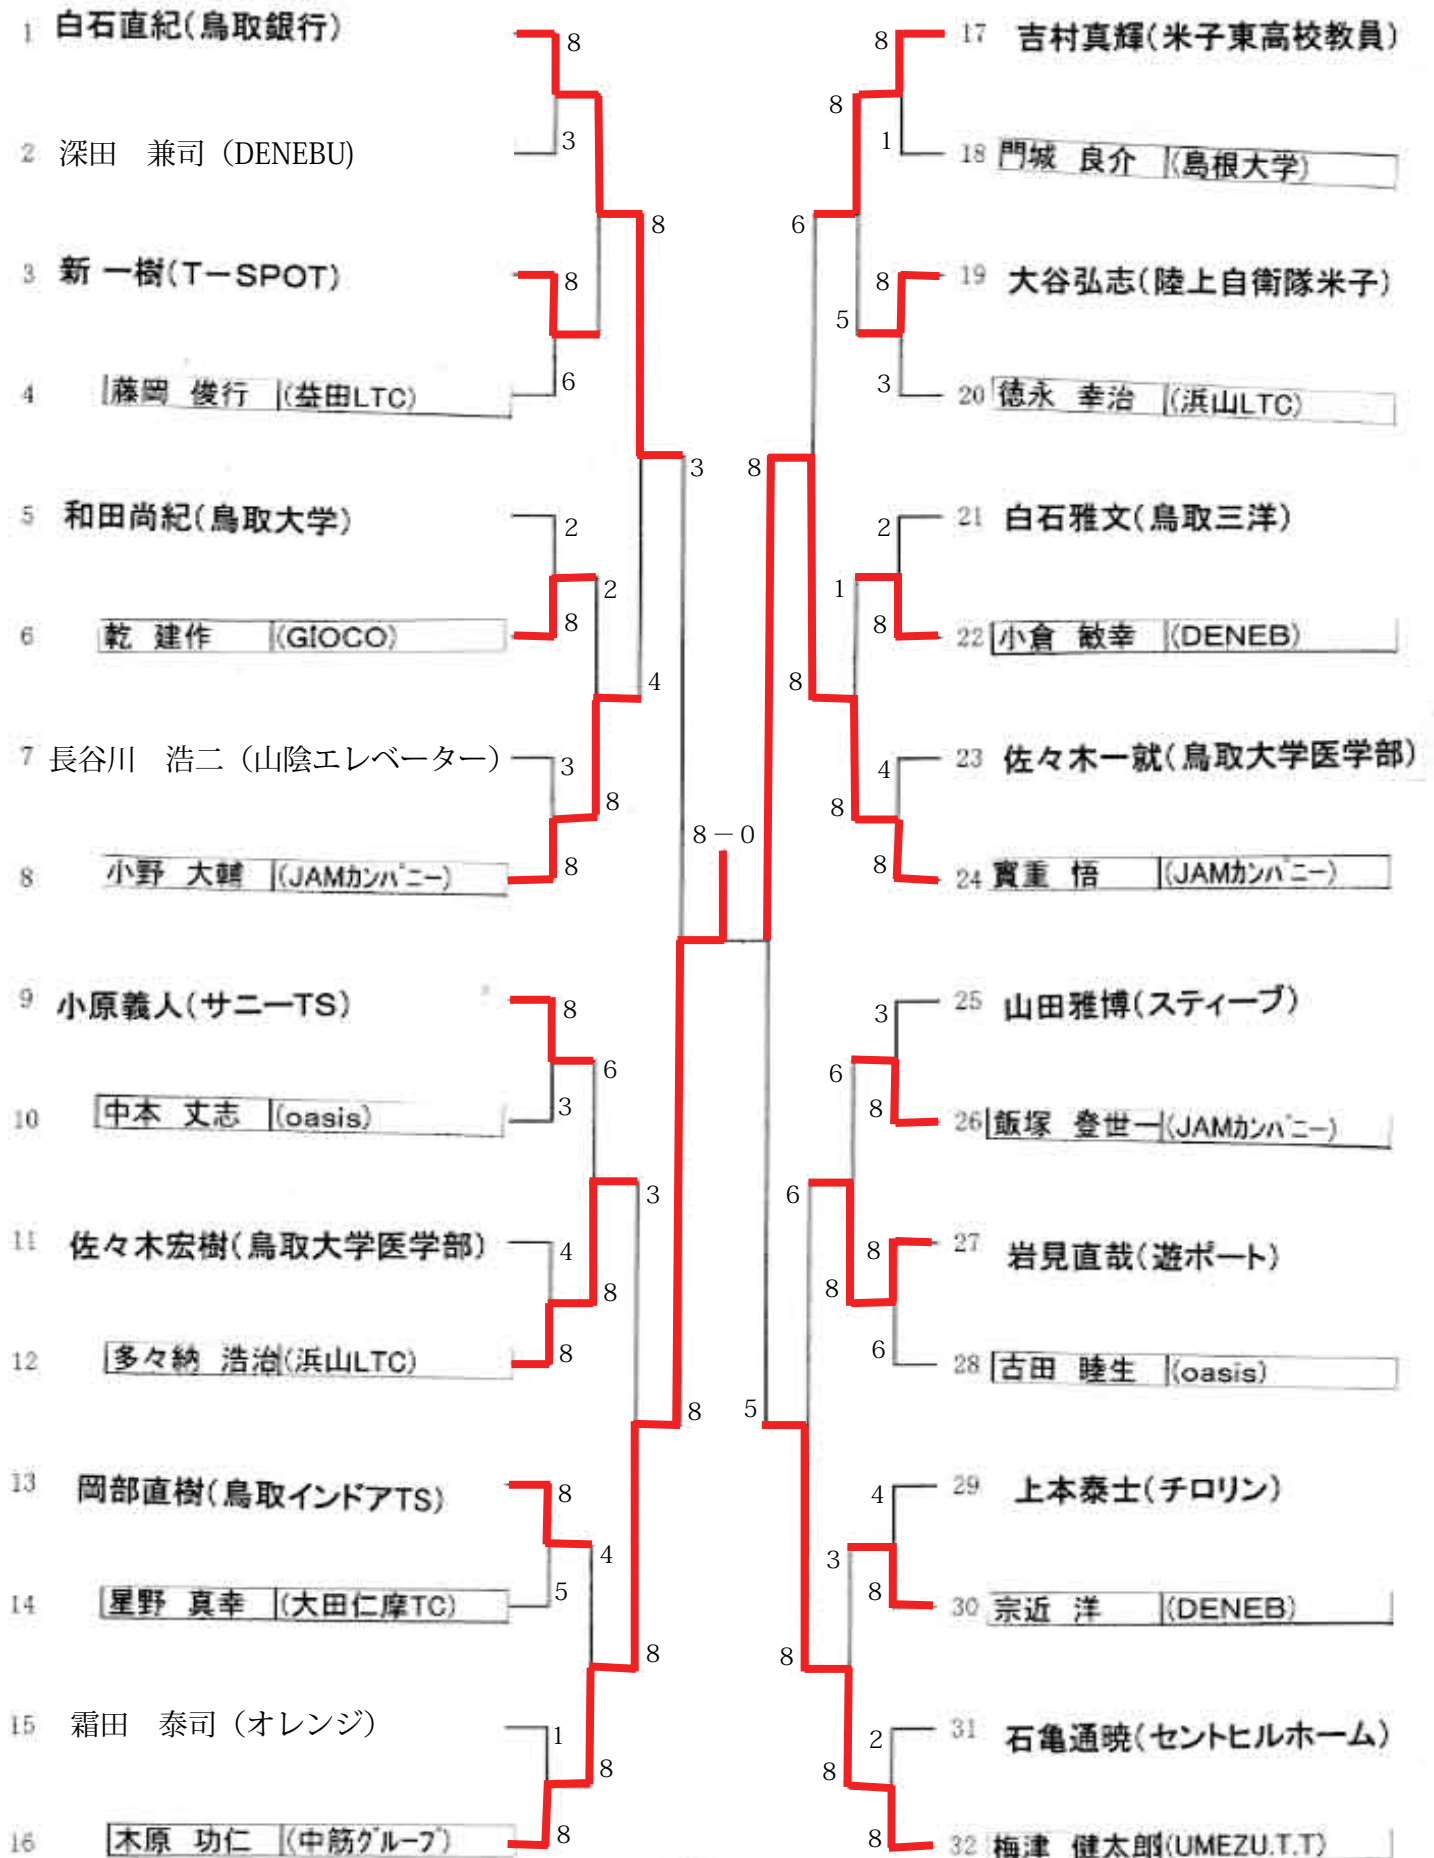 1 白石直紀(鳥取銀行)
2 深田　兼司（DENEBU)
3 新 一樹(T－SPOT)
4 藤岡 俊行 (益田LTC)
5 和田尚紀(鳥取大学)
6 乾 建作 (GIOCO)
7 長谷川　浩二（山陰エレベーター）
8 小野 大輔 (JAMカンパニー)
9 小原義人(サニーTS)
10 中本 丈志 (oasis)
11 佐々木宏樹(鳥取大学医学部)
12 多々納 浩治 (浜山LTC)
13 岡部直樹(鳥取インドアTS)
14 星野 真幸 (大田仁摩TC)
15 霜田　泰司（オレンジ）
16 木原 功仁 (中筋グループ)
8
3
8
6
2
8
3
8
8
3
4
8
8
5
1
8
2
8
6
8
4
8
8
4
3
8
3
8
8－0
8
5
6
8
6
8
8
5
1
8
6
8
3
8
8
1
8
3
2
8
4
8
3
8
8
6
4
8
2
8
17 吉村真輝(米子東高校教員)
18 門城 良介 (島根大学)
19 大谷弘志(陸上自衛隊米子)
20 徳永 幸治 (浜山LTC)
21 白石雅文(鳥取三洋)
22 小倉 敏幸 (DENEB)
23 佐々木一就(鳥取大学医学部)
24 寳重 悟 (JAMカンパニー)
25 山田雅博(スティーブ)
26 飯塚 登世一 (JAMカンパニー)
27 岩見直哉(遊ポート)
28 古田 睦生 (oasis)
29 上本泰士(チロリン)
30 宗近 洋 (DENEB)
31 石亀通暁(セントヒルホーム)
32 梅津 健太郎 (UMEZU.T.T)